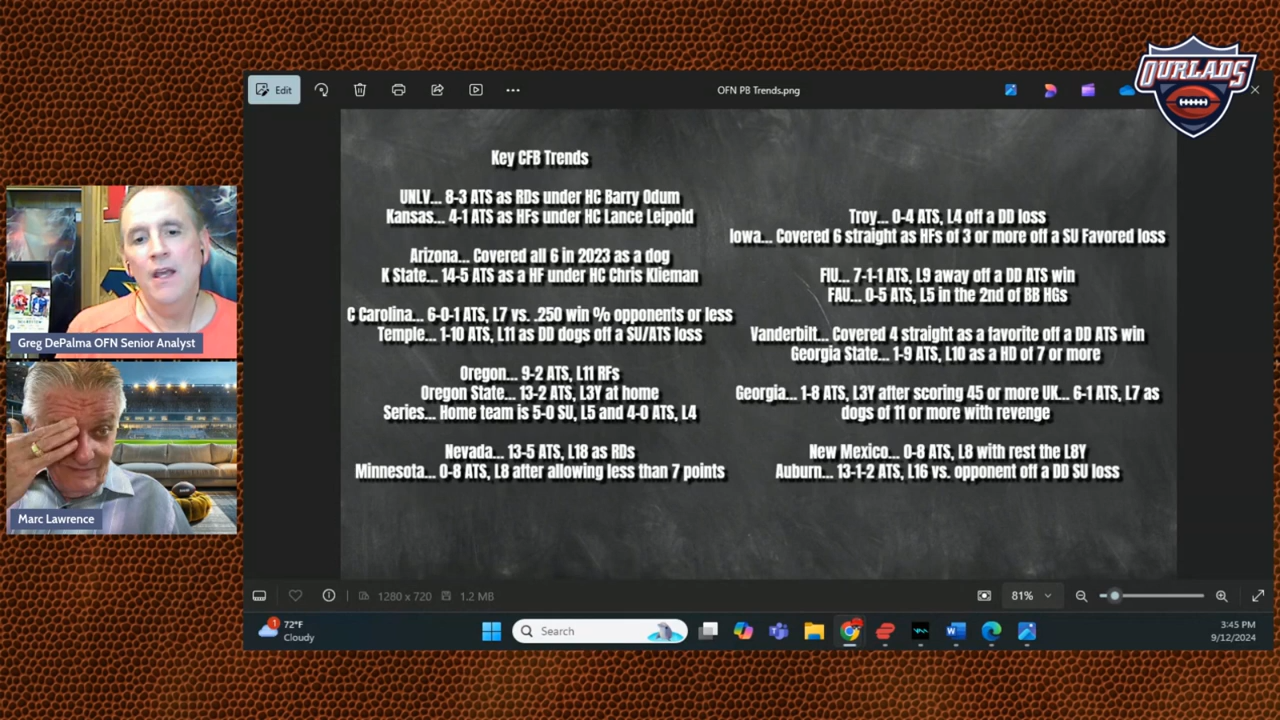 OURLADS
Edit
OFN PB Trends.png
Key CFB Trends
UNLV... 8-3 ATS as RDs under HC Barry Odum
Kansas... 4-1 ATS as HFs under HC Lance Leipold
Arizona... Covered all 6 in 2023 as a dog
K State... 14-5 ATS as a HF under HC Chris Klieman
C Carolina... 6-0-1 ATS, L7 vs. .250 win % opponents or less
Temple... 1-10 ATS, L11 as DD dogs off a SU/ATS loss
Oregon... 9-2 ATS, L11 RFs
Oregon State... 13-2 ATS, L3Y at home
Series... Home team is 5-0 SU, L5 and 4-0 ATS, L4
Nevada... 13-5 ATS, L18 as RDs
Minnesota... 0-8 ATS, L8 after allowing less than 7 points
Troy... 0-4 ATS, L4 off a DD loss
Iowa... Covered 6 straight as HFs of 3 or more off a SU Favored loss
FIU... 7-1-1 ATS, L9 away off a DD ATS win
FAU... 0-5 ATS, L5 in the 2nd of BB HGs
Vanderbilt... Covered 4 straight as a favorite off a DD ATS win
Georgia State... 1-9 ATS, L10 as a HD of 7 or more
Georgia... 1-8 ATS, L3Y after scoring 45 or more UK... 6-1 ATS, L7 as
dogs of 11 or more with revenge
New Mexico... 0-8 ATS, L8 with rest the L8Y
Auburn... 13-1-2 ATS, L16 vs. opponent off a DD SU loss
Greg DePalma OFN Senior Analyst
Marc Lawrence
1280 x 720
1.2 MB
81%
1
72°F
Cloudy
Search
3:45 PM
9/12/2024